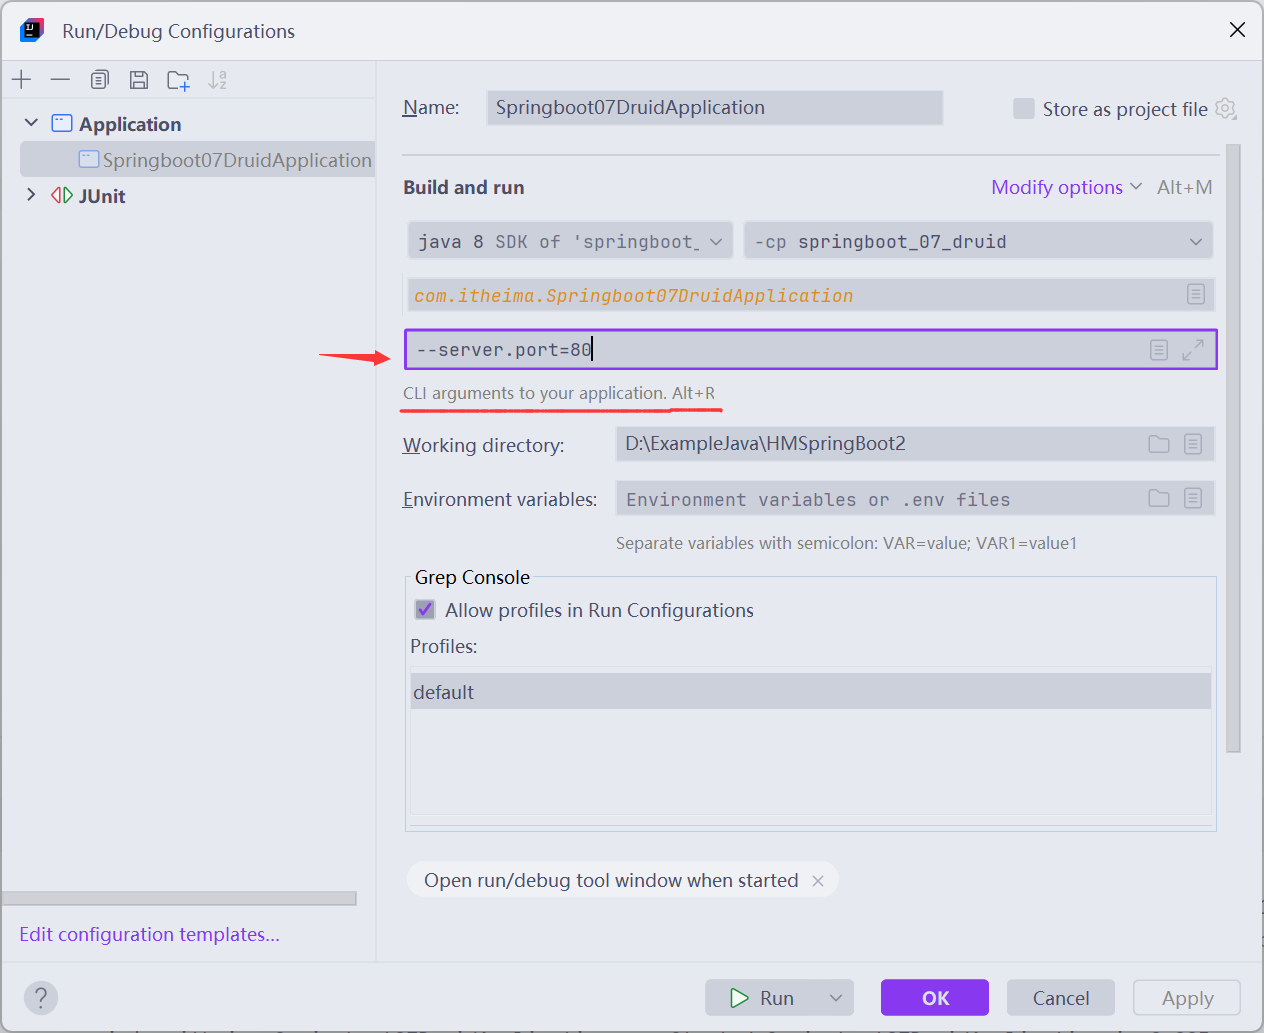 Run/Debug Configurations
Application
Springboot07DruidApplication
JUnit
Edit configuration templates...
Name: Springboot07DruidApplication Store as project file
Build and run Modify options Alt+M
java 8 SDK of 'springboot_ -cp springboot_07_druid
com.itheima.Springboot07DruidApplication
--server.port=80
CLI arguments to your application. Alt+R
Working directory: D:\ExampleJava\HMSpringBoot2
Environment variables: Environment variables or .env files
Separate variables with semicolon: VAR=value; VAR1=value1
Grep Console
Allow profiles in Run Configurations
Profiles:
default
Open run/debug tool window when started
? Run OK Cancel Apply